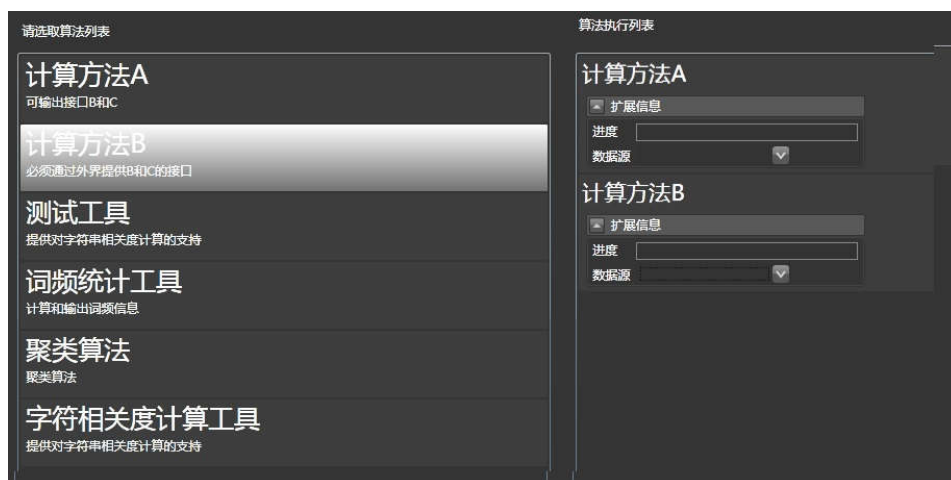 请选取算法列表
计算方法A
可输出接口B和C
计算方法B
必须通过外界提供B和C的接口
测试工具
提供对字符串相关度计算的支持
词频统计工具
计算和输出词频信息
聚类算法
聚类算法
字符相关度计算工具
提供对字符串相关度计算的支持
算法执行列表
计算方法A
扩展信息
进度
数据源
计算方法B
扩展信息
进度
数据源